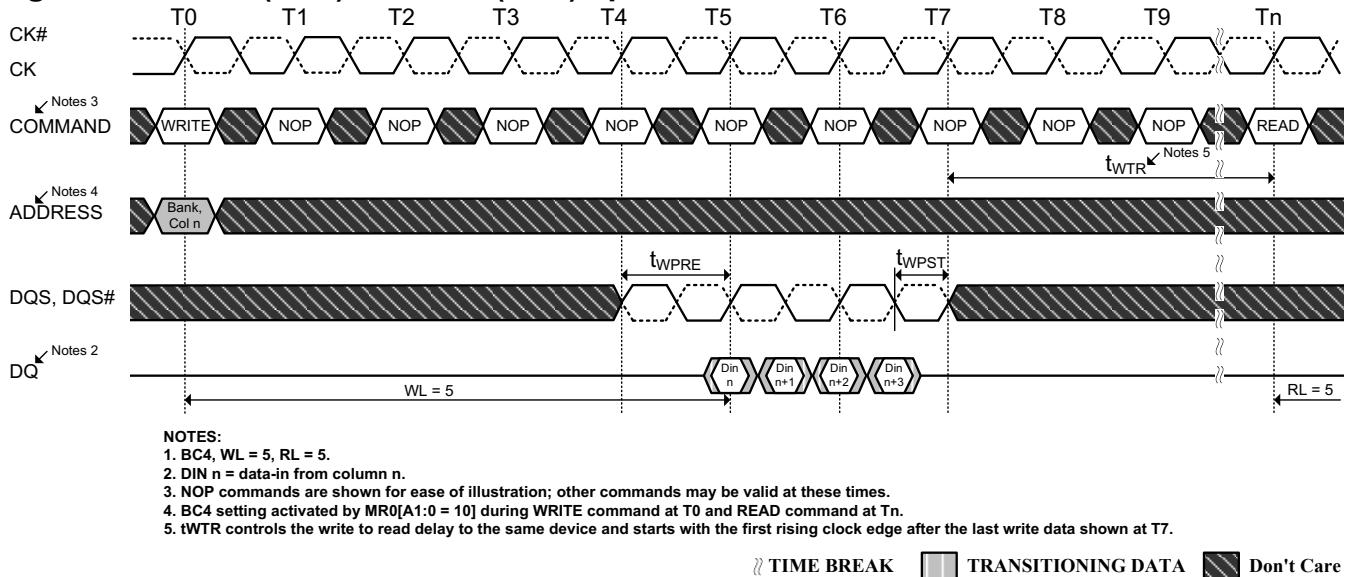 T0 T1 T2 T3 T4 T5 T6 T7 T8 T9 Tn
CK#
CK
Notes 3
COMMAND WRITE NOP NOP NOP NOP NOP NOP NOP NOP NOP READ
tWTR Notes 5
Notes 4
ADDRESS Bank, Col n
tWPRE tWPST
DQS, DQS#
Notes 2
DQ Din n Din n+1 Din n+2 Din n+3
WL = 5 RL = 5
NOTES:
1. BC4, WL = 5, RL = 5.
2. DIN n = data-in from column n.
3. NOP commands are shown for ease of illustration; other commands may be valid at these times.
4. BC4 setting activated by MR0[A1:0 = 10] during WRITE command at T0 and READ command at Tn.
5. tWTR controls the write to read delay to the same device and starts with the first rising clock edge after the last write data shown at T7.
TIME BREAK TRANSITIONING DATA Don't Care